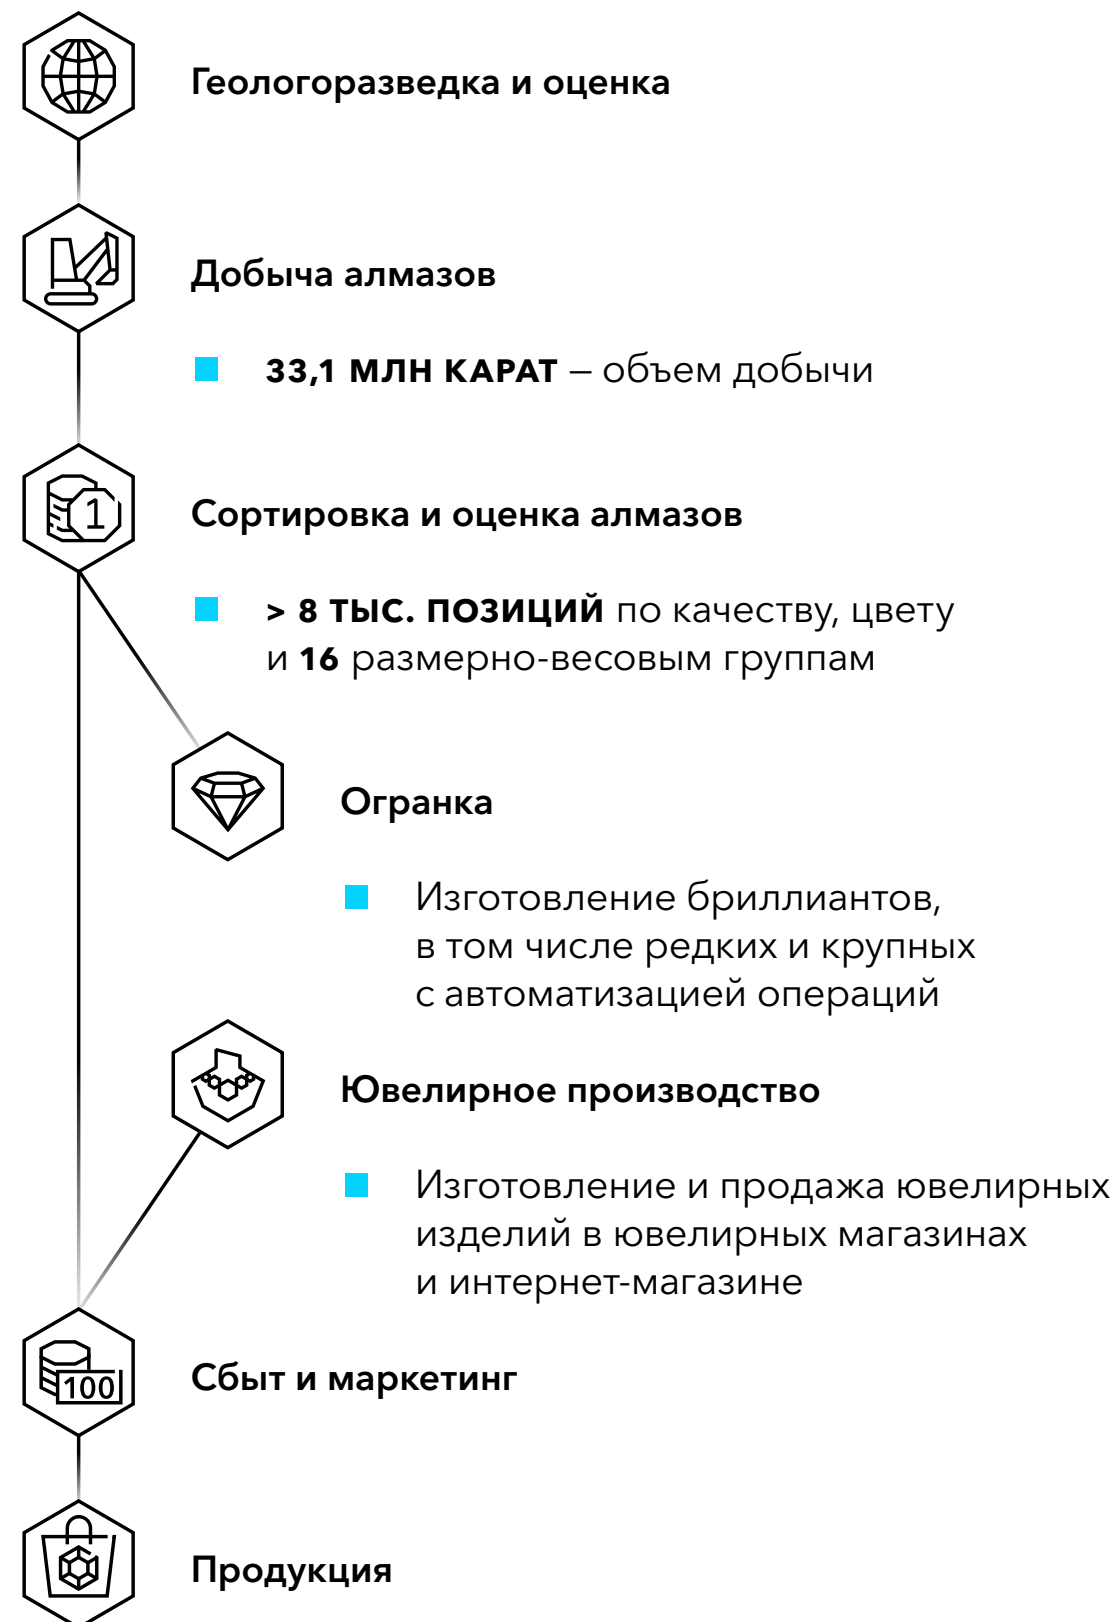 Геологоразведка и оценка
Добыча алмазов
33,1 МЛН КАРАТ – объем добычи
1
Сортировка и оценка алмазов
> 8 ТЫС. ПОЗИЦИЙ по качеству, цвету
и 16 размерно-весовым группам
Огранка
Изготовление бриллиантов,
в том числе редких и крупных
с автоматизацией операций
Ювелирное производство
Изготовление и продажа ювелирных
изделий в ювелирных магазинах
и интернет-магазине
100
Сбыт и маркетинг
Продукция